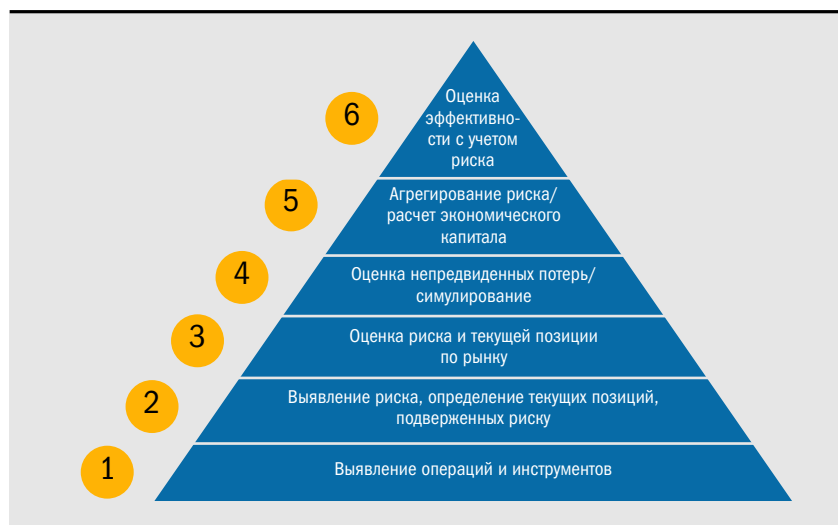 6
Оценка
эффективно-
сти с учетом
риска
5
Агрегирование риска/
расчет экономического
капитала
4
Оценка непредвиденных потерь/
симулирование
3
Оценка риска и текущей позиции
по рынку
2
Выявление риска, определение текущих позиций,
подверженных риску
1
Выявление операций и инструментов